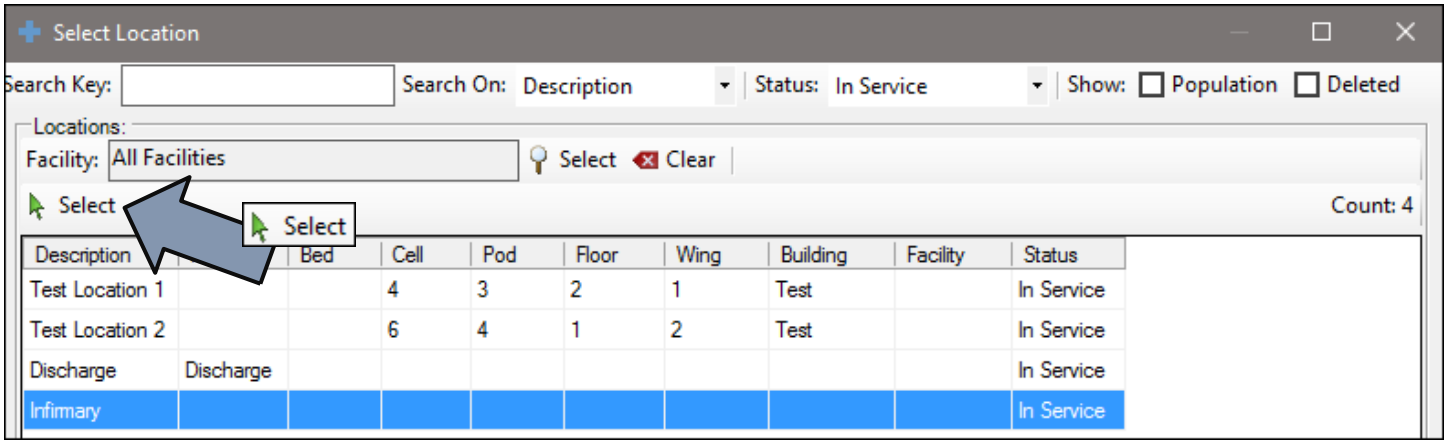 Select Location
Search Key: Search On: Description Status: In Service Show: Population Deleted
Locations:
Facility: All Facilities Select Clear
Select Count: 4
Select
Description Bed Cell Pod Floor Wing Building Facility Status
Test Location 1 4 3 2 1 Test In Service
Test Location 2 6 4 1 2 Test In Service
Discharge Discharge In Service
Infirmary In Service